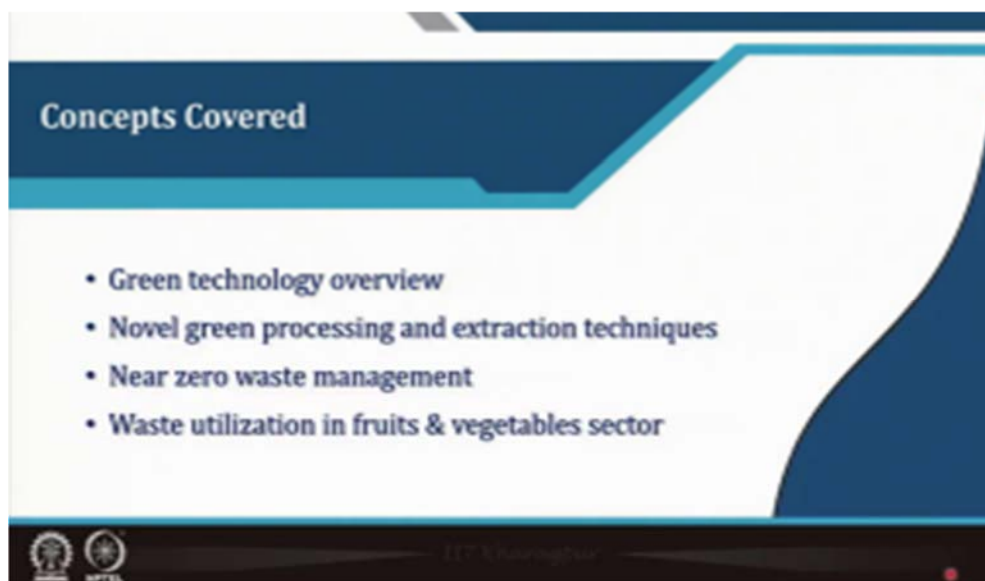 Concepts Covered
• Green technology overview
• Novel green processing and extraction techniques
• Near zero waste management
• Waste utilization in fruits & vegetables sector
IIT Kharagpur
NPTEL